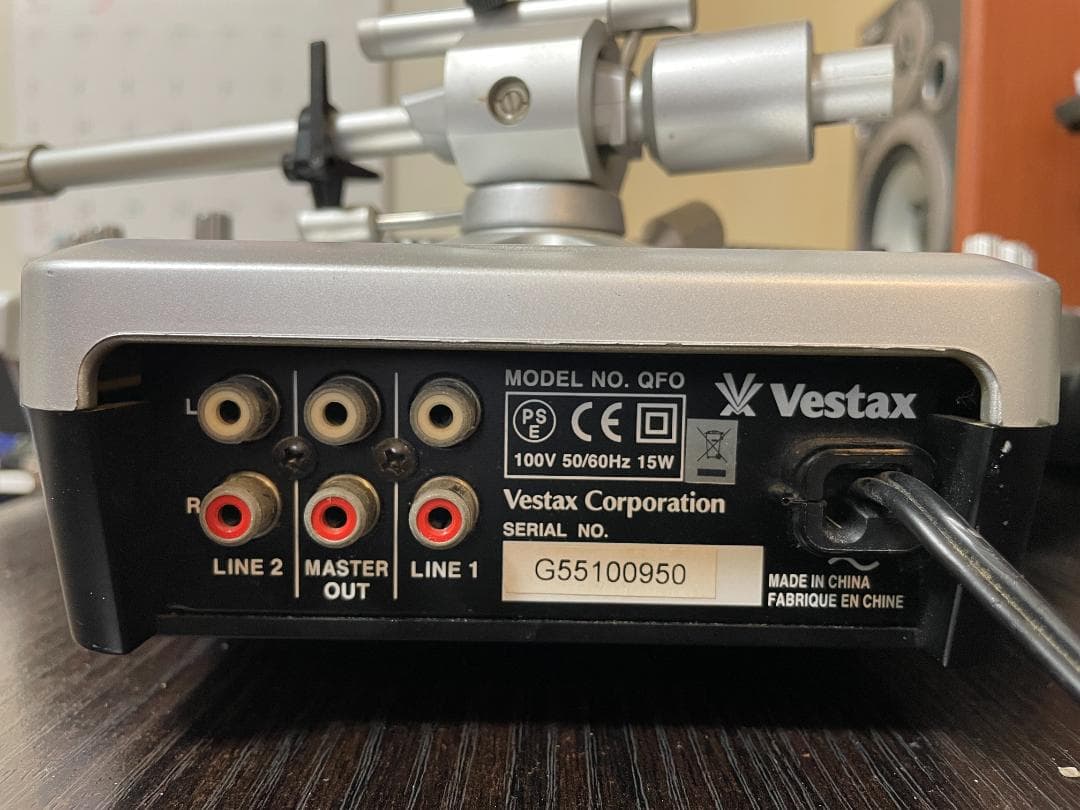 L
R
LINE 2
MASTER
OUT
LINE 1
MODEL NO. QFO
PS
E
CE
100V 50/60Hz 15W
Vestax
Vestax Corporation
SERIAL NO.
G55100950
MADE IN CHINA
FABRIQUE EN CHINE